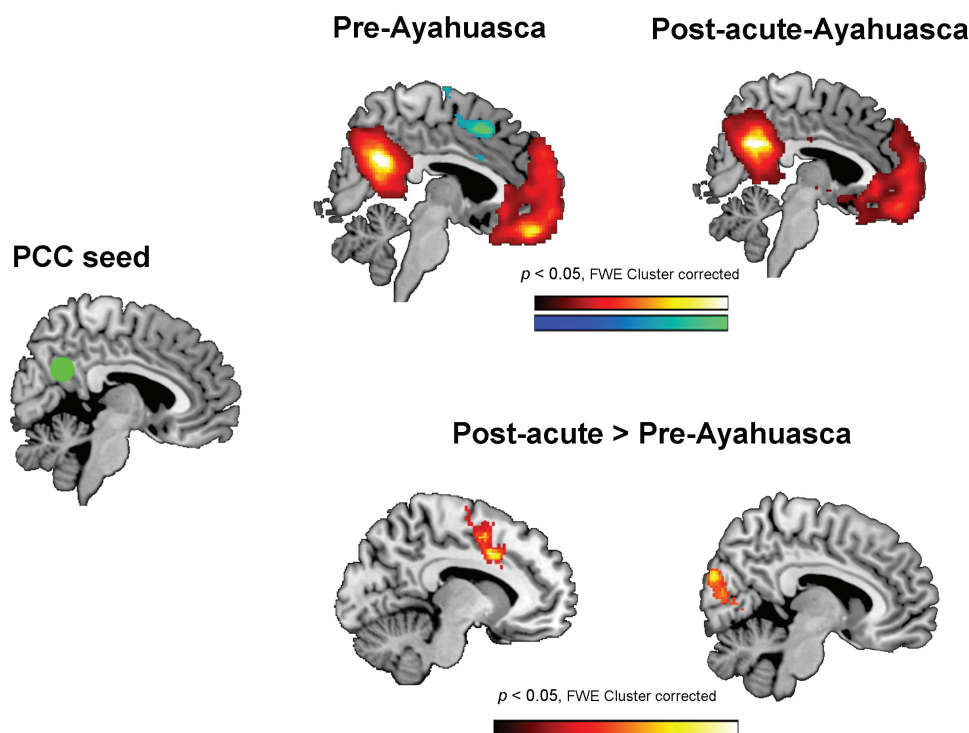 Pre-Ayahuasca
Post-acute-Ayahuasca
PCC seed
p < 0.05, FWE Cluster corrected
Post-acute > Pre-Ayahuasca
p < 0.05, FWE Cluster corrected